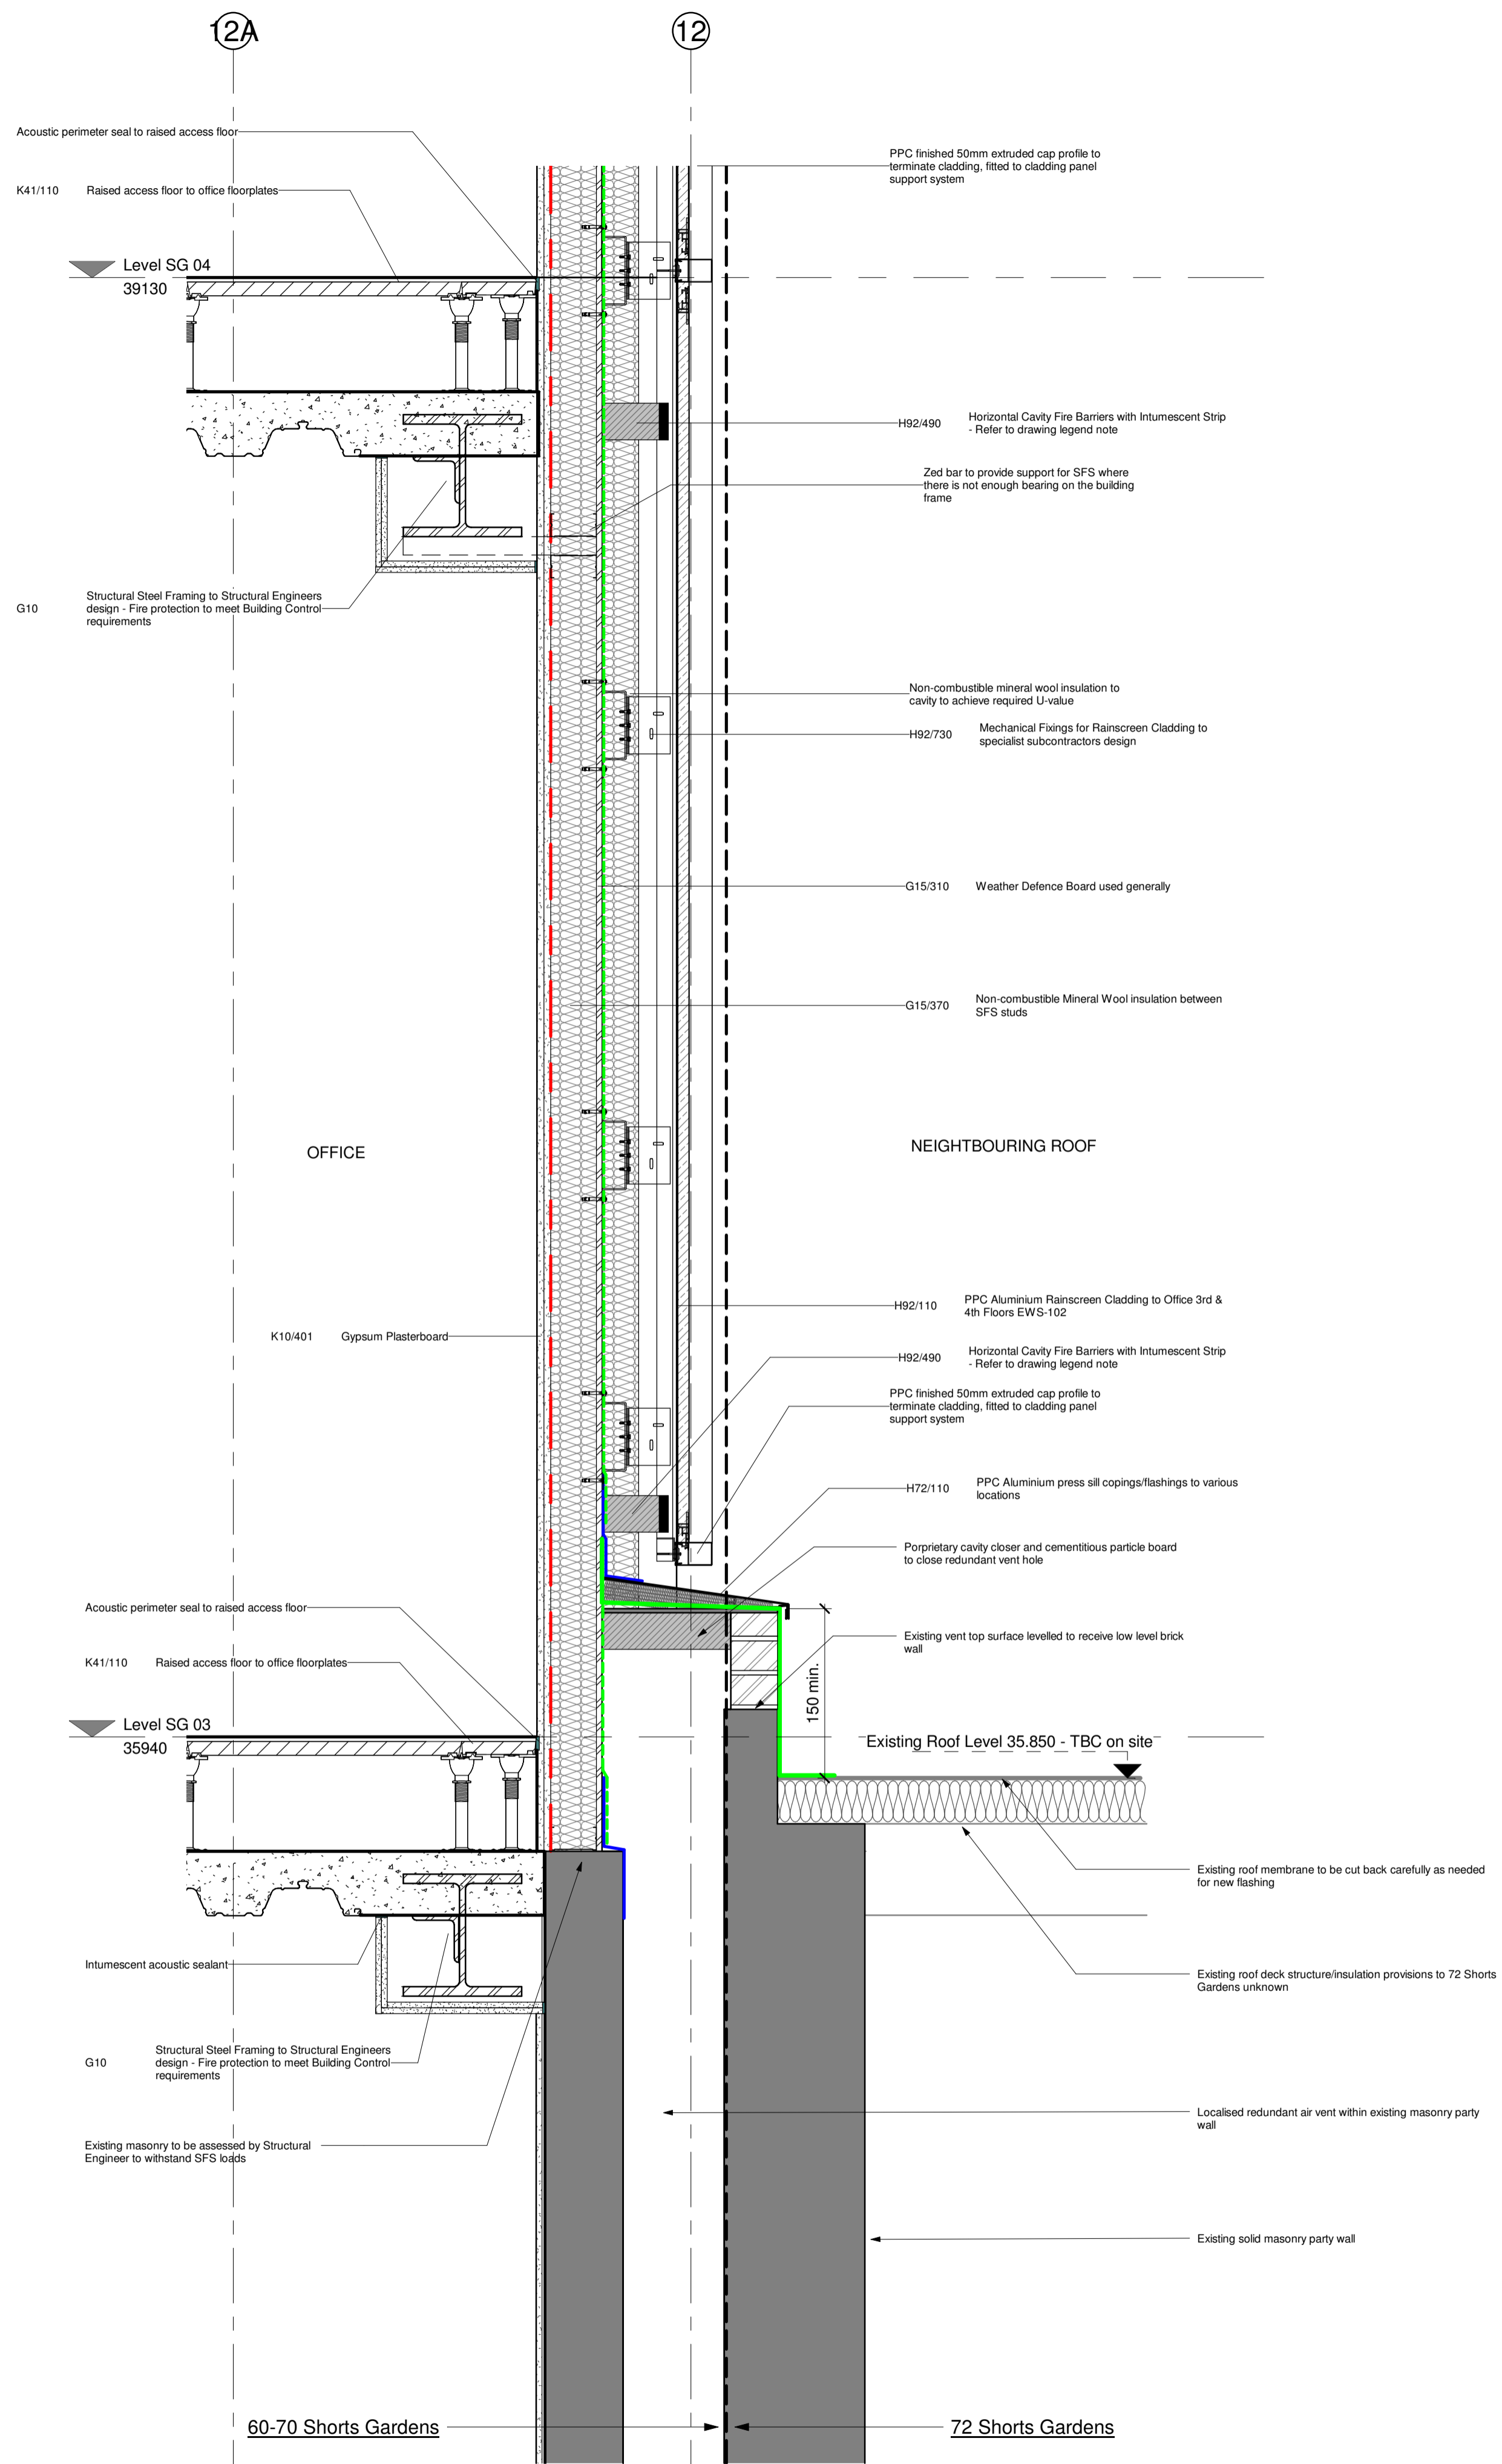 12A
12
Acoustic perimeter seal to raised access floor
PPC finished 50mm extruded cap profile to
terminate cladding, fitted to cladding panel
support system
K41/110 Raised access floor to office floorplates
Level SG 04
39130
H92/490 Horizontal Cavity Fire Barriers with Intumescent Strip
- Refer to drawing legend note
Zed bar to provide support for SFS where
there is not enough bearing on the building
frame
G10 Structural Steel Framing to Structural Engineers
design - Fire protection to meet Building Control
requirements
Non-combustible mineral wool insulation to
cavity to achieve required U-value
H92/730 Mechanical Fixings for Rainscreen Cladding to
specialist subcontractors design
G15/310 Weather Defence Board used generally
G15/370 Non-combustible Mineral Wool insulation between
SFS studs
OFFICE
NEIGHTBOURING ROOF
H92/110 PPC Aluminium Rainscreen Cladding to Office 3rd &
4th Floors EWS-102
K10/401 Gypsum Plasterboard
H92/490 Horizontal Cavity Fire Barriers with Intumescent Strip
- Refer to drawing legend note
PPC finished 50mm extruded cap profile to
terminate cladding, fitted to cladding panel
support system
H72/110 PPC Aluminium press sill copings/flashings to various
locations
Porprietary cavity closer and cementitious particle board
to close redundant vent hole
Acoustic perimeter seal to raised access floor
Existing vent top surface levelled to receive low level brick
wall
K41/110 Raised access floor to office floorplates
150 min.
Level SG 03
35940
Existing Roof Level 35.850 - TBC on site
Existing roof membrane to be cut back carefully as needed
for new flashing
Intumescent acoustic sealant
Existing roof deck structure/insulation provisions to 72 Shorts
Gardens unknown
G10 Structural Steel Framing to Structural Engineers
design - Fire protection to meet Building Control
requirements
Localised redundant air vent within existing masonry party
wall
Existing masonry to be assessed by Structural
Engineer to withstand SFS loads
Existing solid masonry party wall
60-70 Shorts Gardens
72 Shorts Gardens